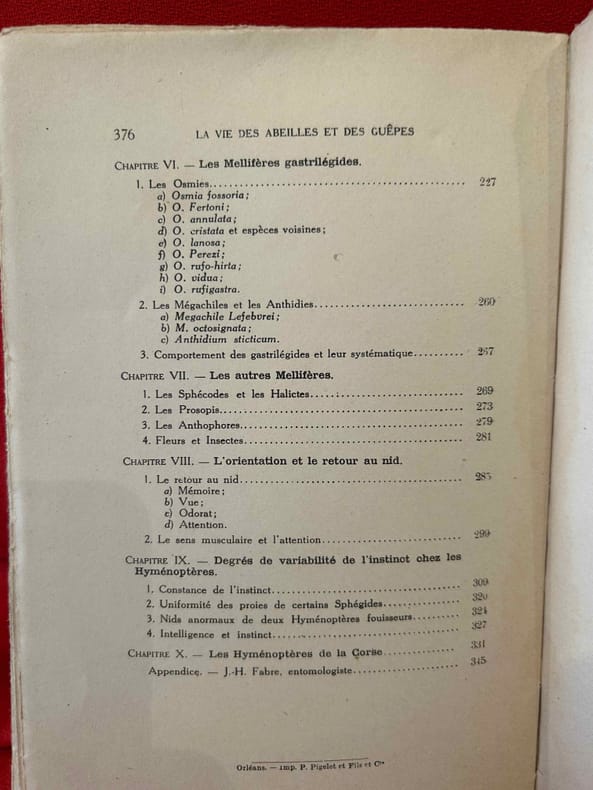 376 LA VIE DES ABEILLES ET DES GUÊPES
CHAPITRE VI. — Les Mellifères gastrilégides.
1. Les Osmies 227
a) Osmia fossoria;
b) O. Fertoni;
c) O. annulata;
d) O. cristata et espèces voisines;
e) O. lanosa;
f) O. Perezi;
g) O. rufo-hirta;
h) O. vidua;
i) O. rufigastra.
2. Les Mégachiles et les Anthidies 260
a) Megachile Lefebvrei;
b) M. octosignata;
c) Anthidium sticticum.
3. Comportement des gastrilégides et leur systématique 267
CHAPITRE VII. — Les autres Mellifères.
1. Les Sphécodes et les Halictes 269
2. Les Prosopis 273
3. Les Anthophores 279
4. Fleurs et Insectes 281
CHAPITRE VIII. — L'orientation et le retour au nid.
1. Le retour au nid 285
a) Mémoire;
b) Vue;
c) Odorat;
d) Attention.
2. Le sens musculaire et l'attention 299
CHAPITRE IX. — Degrés de variabilité de l'instinct chez les
Hyménoptères.
1. Constance de l'instinct 309
2. Uniformité des proies de certains Sphégides 320
3. Nids anormaux de deux Hyménoptères fouisseurs 324
4. Intelligence et instinct 327
CHAPITRE X. — Les Hyménoptères de la Corse 331
Appendice. — J.-H. Fabre, entomologiste 345
Orléans. — Imp. P. Pigelet et Fils et Cie